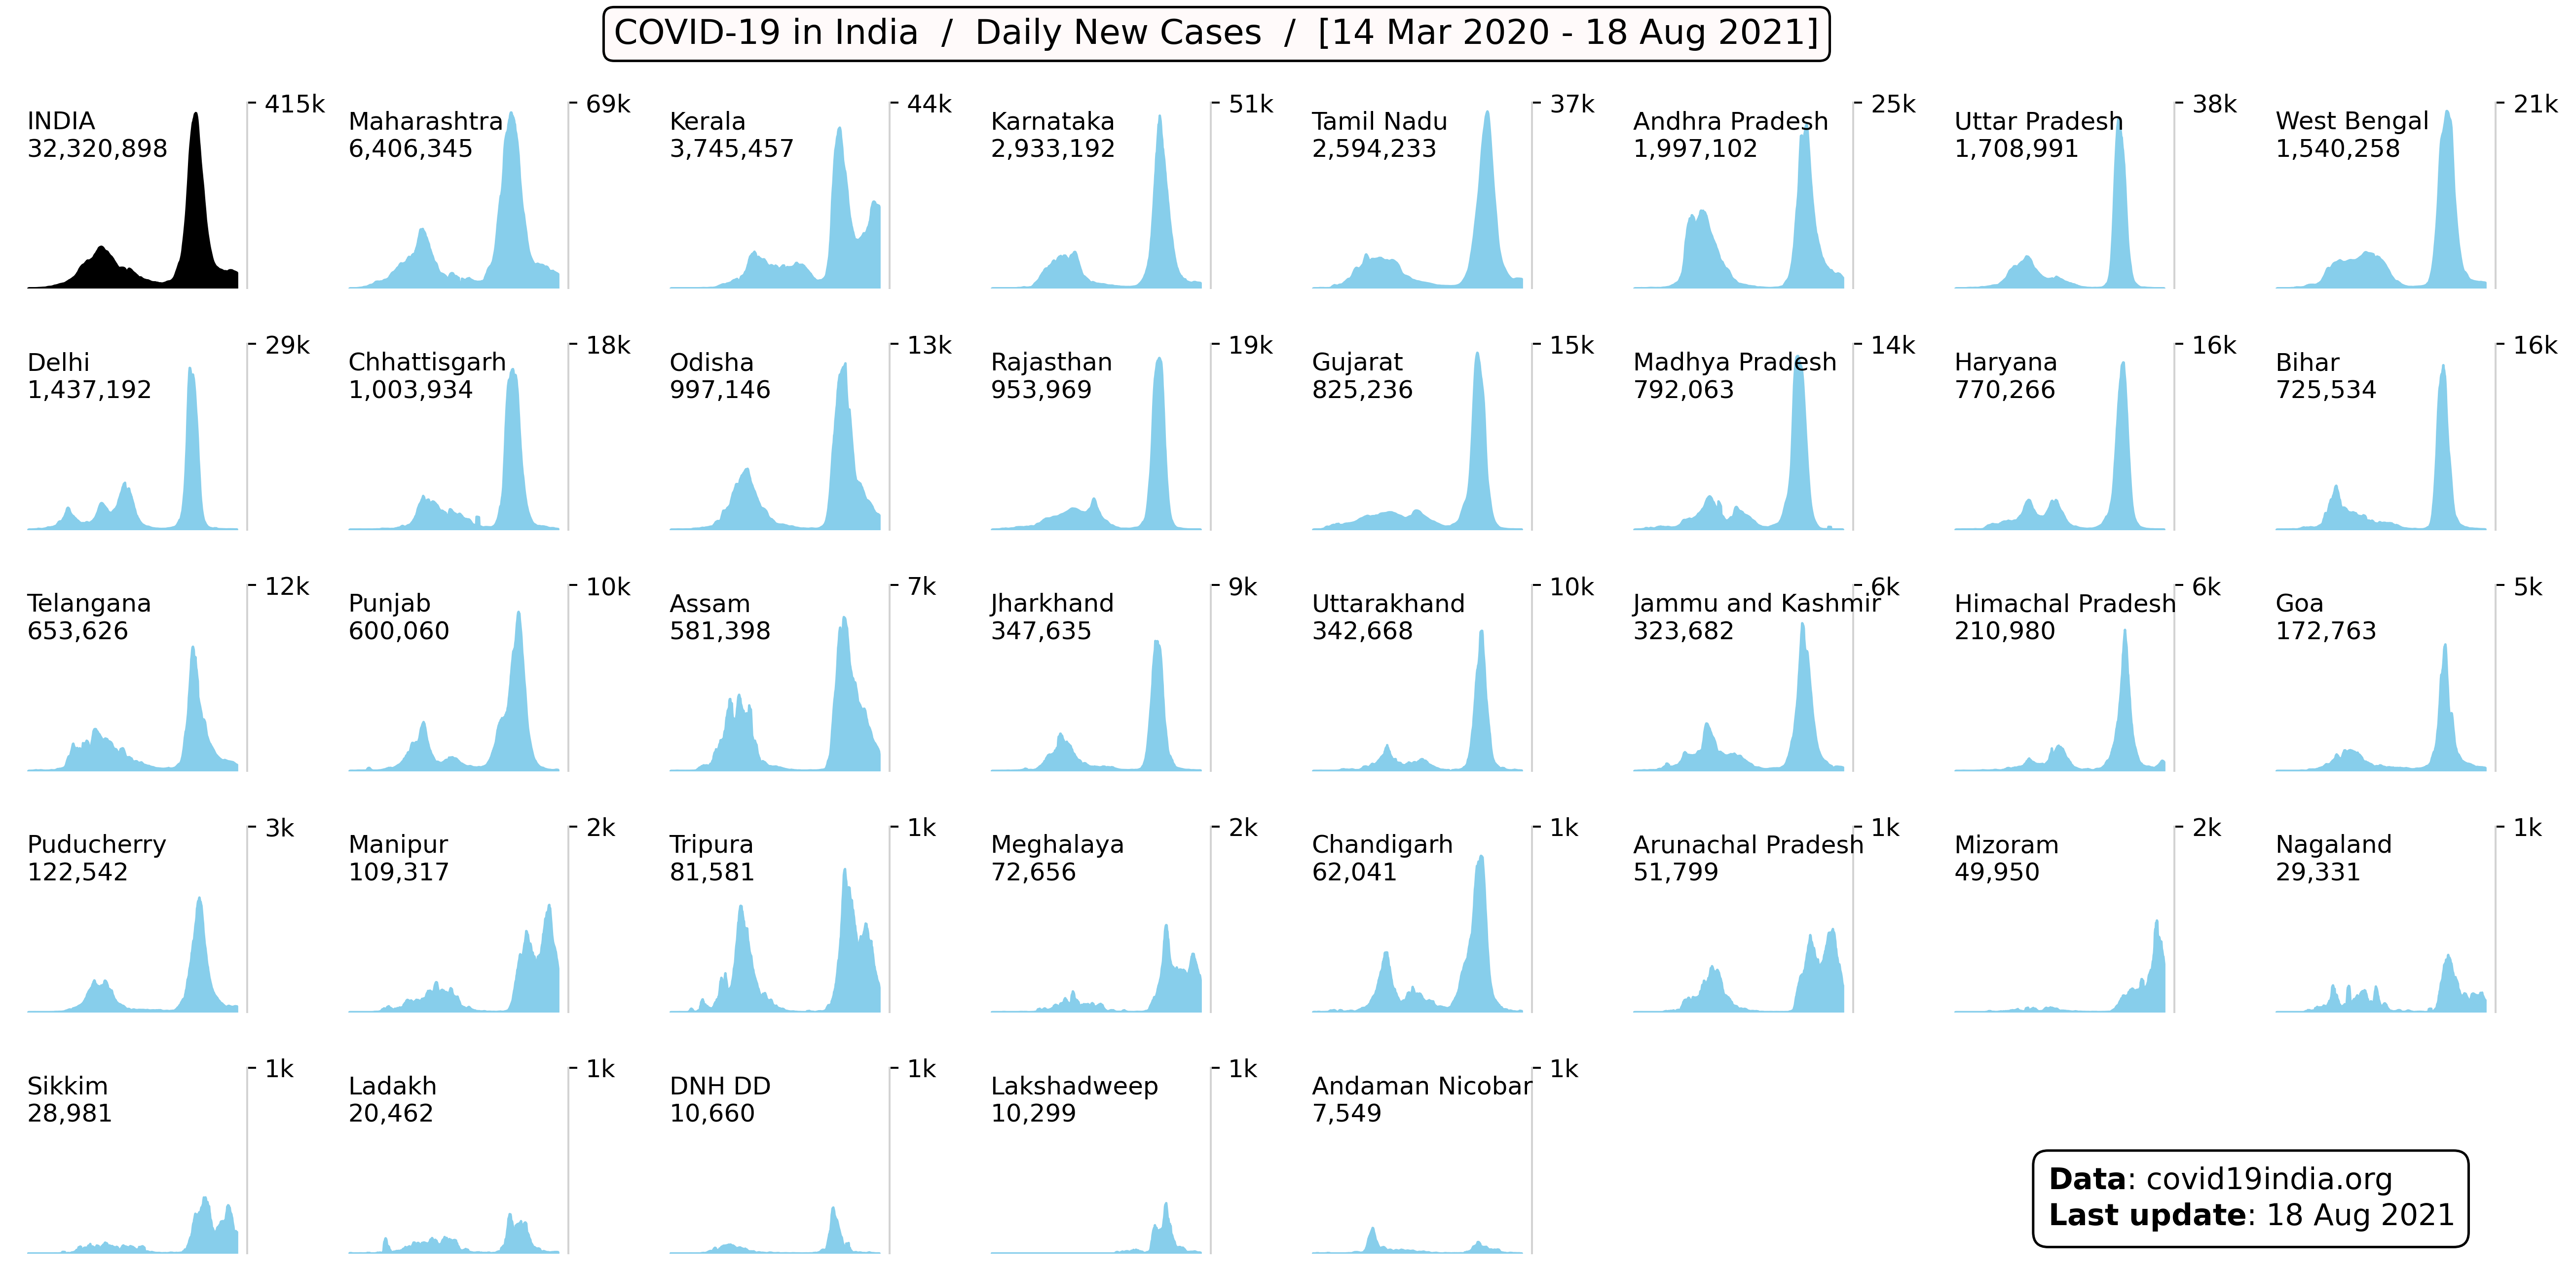 COVID-19 in India / Daily New Cases / [14 Mar 2020 - 18 Aug 2021]
INDIA
32,320,898
415k
Maharashtra
6,406,345
69k
Kerala
3,745,457
44k
Karnataka
2,933,192
51k
Tamil Nadu
2,594,233
37k
Andhra Pradesh
1,997,102
25k
Uttar Pradesh
1,708,991
38k
West Bengal
1,540,258
21k
Delhi
1,437,192
29k
Chhattisgarh
1,003,934
18k
Odisha
997,146
13k
Rajasthan
953,969
19k
Gujarat
825,236
15k
Madhya Pradesh
792,063
14k
Haryana
770,266
16k
Bihar
725,534
16k
Telangana
653,626
12k
Punjab
600,060
10k
Assam
581,398
7k
Jharkhand
347,635
9k
Uttarakhand
342,668
10k
Jammu and Kashmir
323,682
6k
Himachal Pradesh
210,980
6k
Goa
172,763
5k
Puducherry
122,542
3k
Manipur
109,317
2k
Tripura
81,581
1k
Meghalaya
72,656
2k
Chandigarh
62,041
1k
Arunachal Pradesh
51,799
1k
Mizoram
49,950
2k
Nagaland
29,331
1k
Sikkim
28,981
1k
Ladakh
20,462
1k
DNH DD
10,660
1k
Lakshadweep
10,299
1k
Andaman Nicobar
7,549
1k
Data: covid19india.org
Last update: 18 Aug 2021